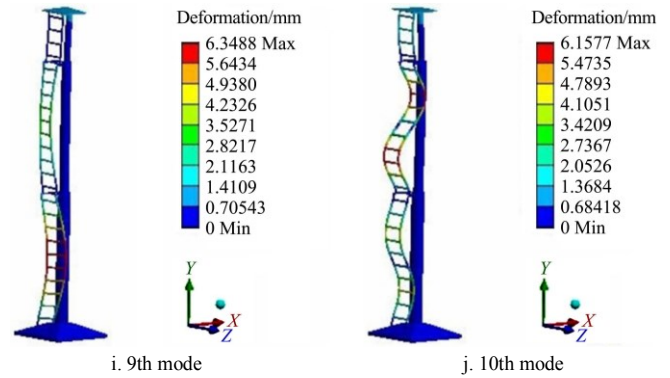 Deformation/mm
6.3488 Max
5.6434
4.9380
4.2326
3.5271
2.8217
2.1163
1.4109
0.70543
0 Min
Y
X
Z
i. 9th mode
Deformation/mm
6.1577 Max
5.4735
4.7893
4.1051
3.4209
2.7367
2.0526
1.3684
0.68418
0 Min
Y
X
Z
j. 10th mode